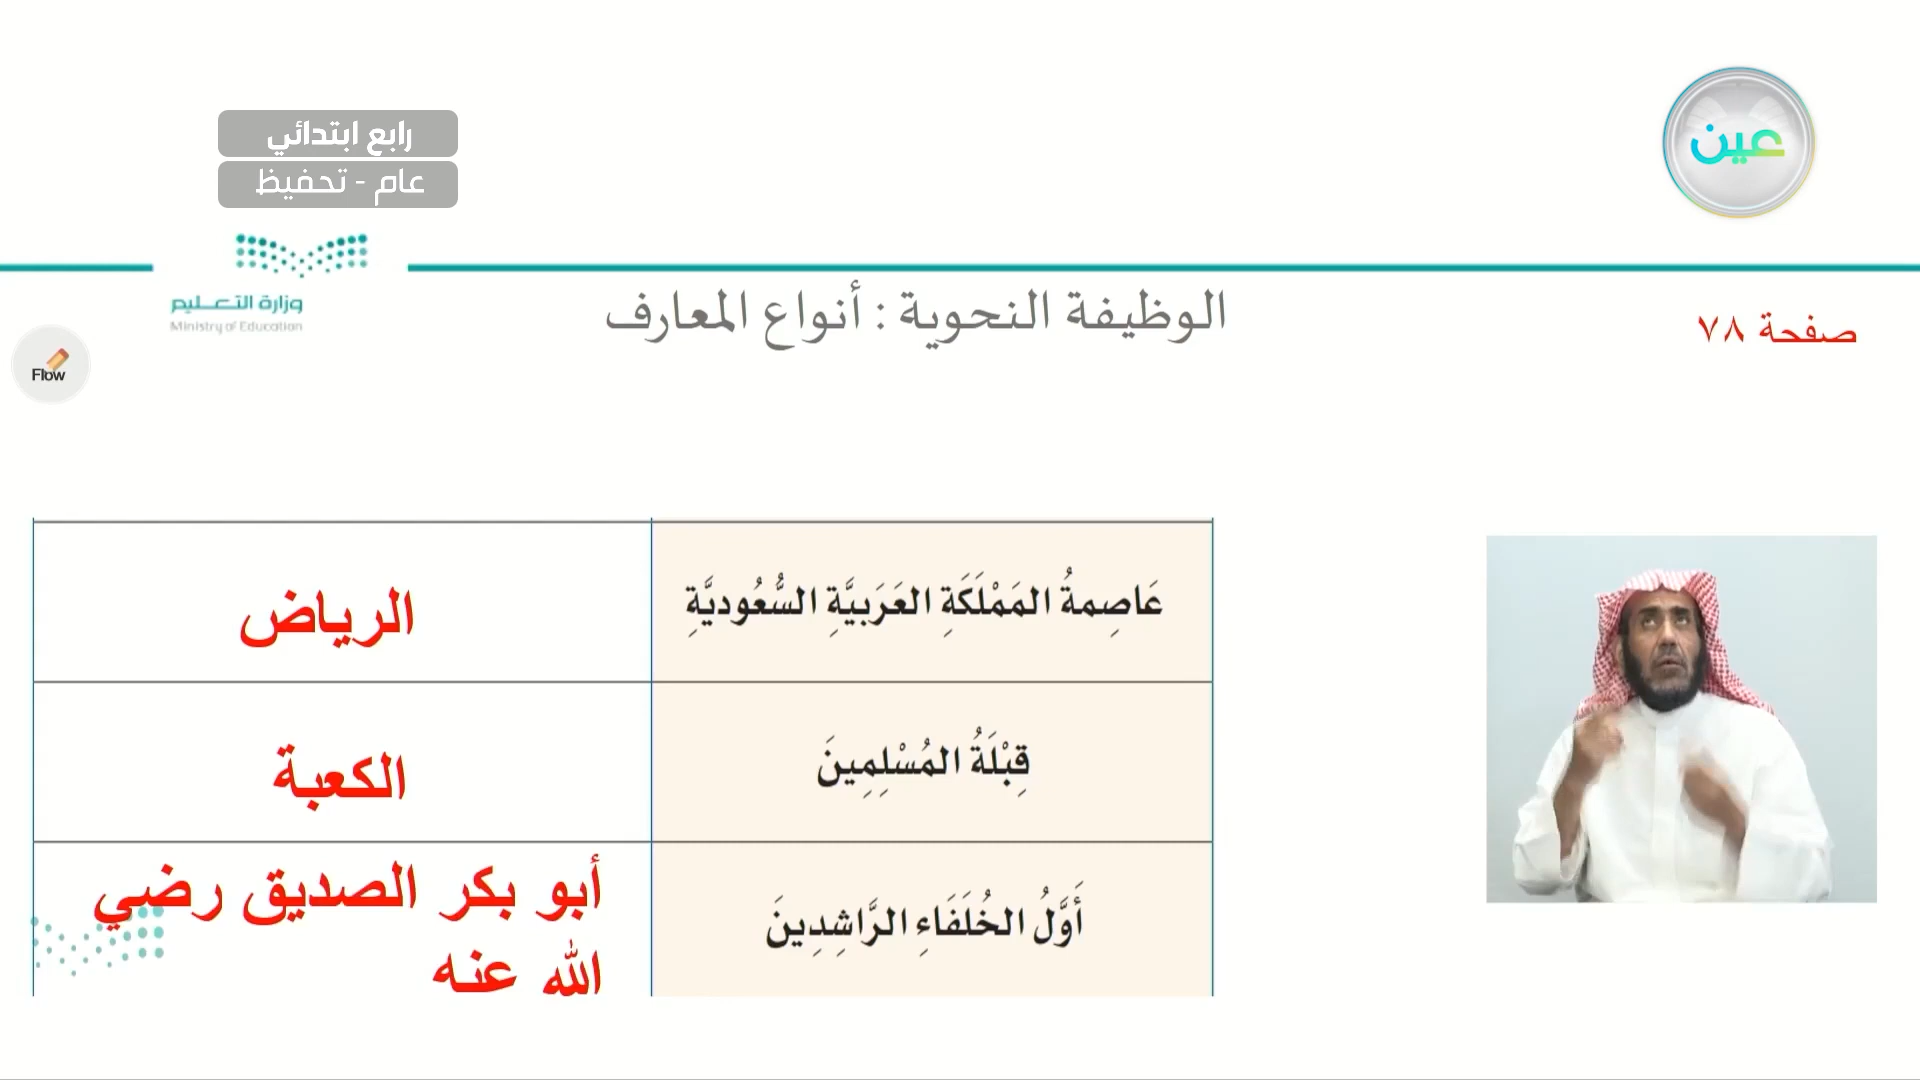 عين
رابع ابتدائي
عام - تحفيظ
وزارة التعليم
Ministry of Education
صفحة ٧٨
الوظيفة النحوية : أنواع المعارف
Flow
عَاصِمةُ المَمْلَكَةِ العَرَبيَّةِ السُّعُوديَّةِ
الرياض
قِبْلَةُ المُسْلِمِينَ
الكعبة
أَوَّلُ الخُلَفَاءِ الرَّاشِدِينَ
أبو بكر الصديق رضي
الله عنه